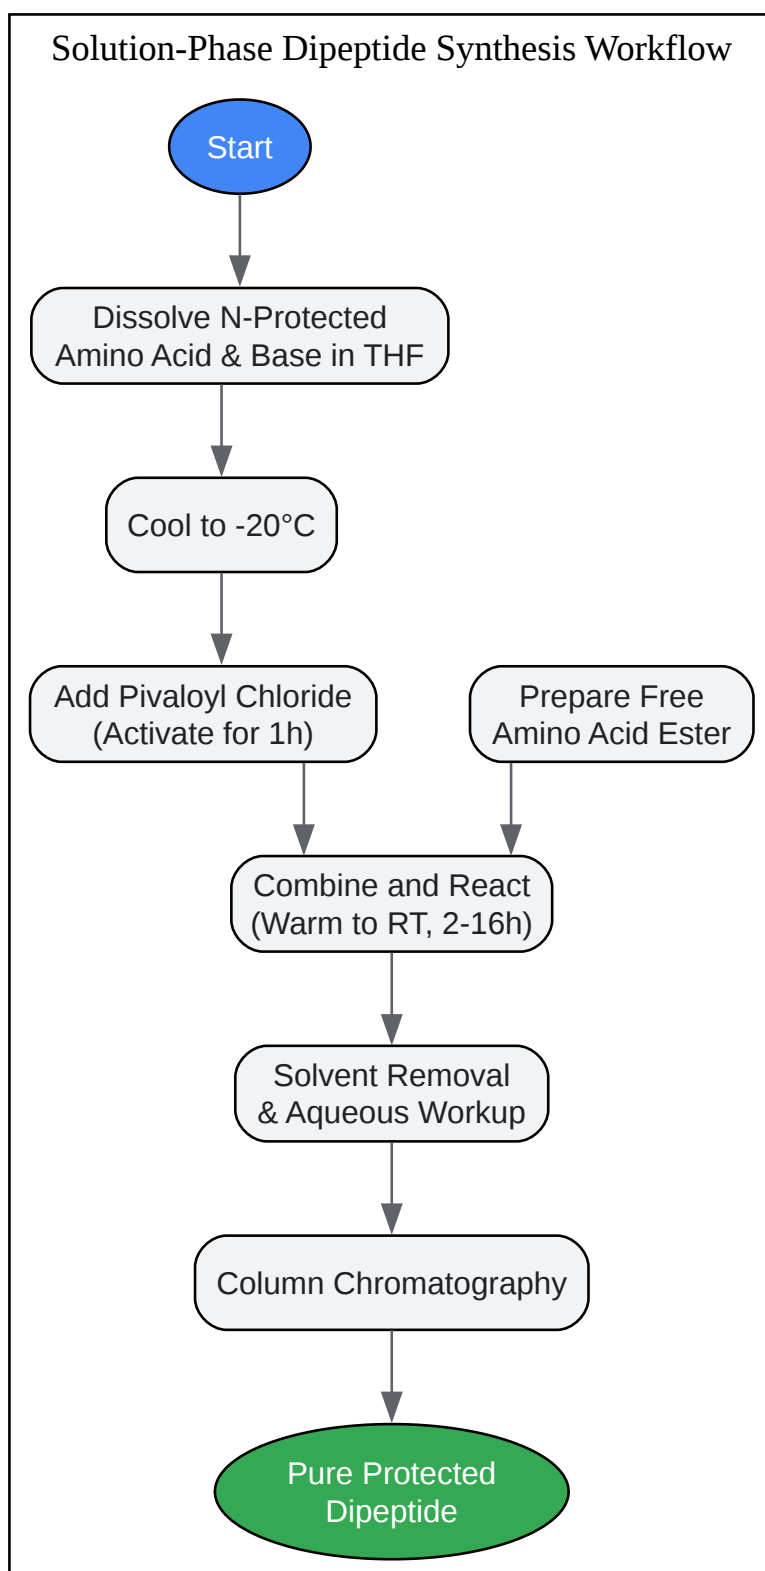 Solution-Phase Dipeptide Synthesis Workflow
Start
Dissolve N-Protected
Amino Acid & Base in THF
Cool to -20°C
Add Pivaloyl Chloride
(Activate for 1h)
Prepare Free
Amino Acid Ester
Combine and React
(Warm to RT, 2-16h)
Solvent Removal
& Aqueous Workup
Column Chromatography
Pure Protected
Dipeptide